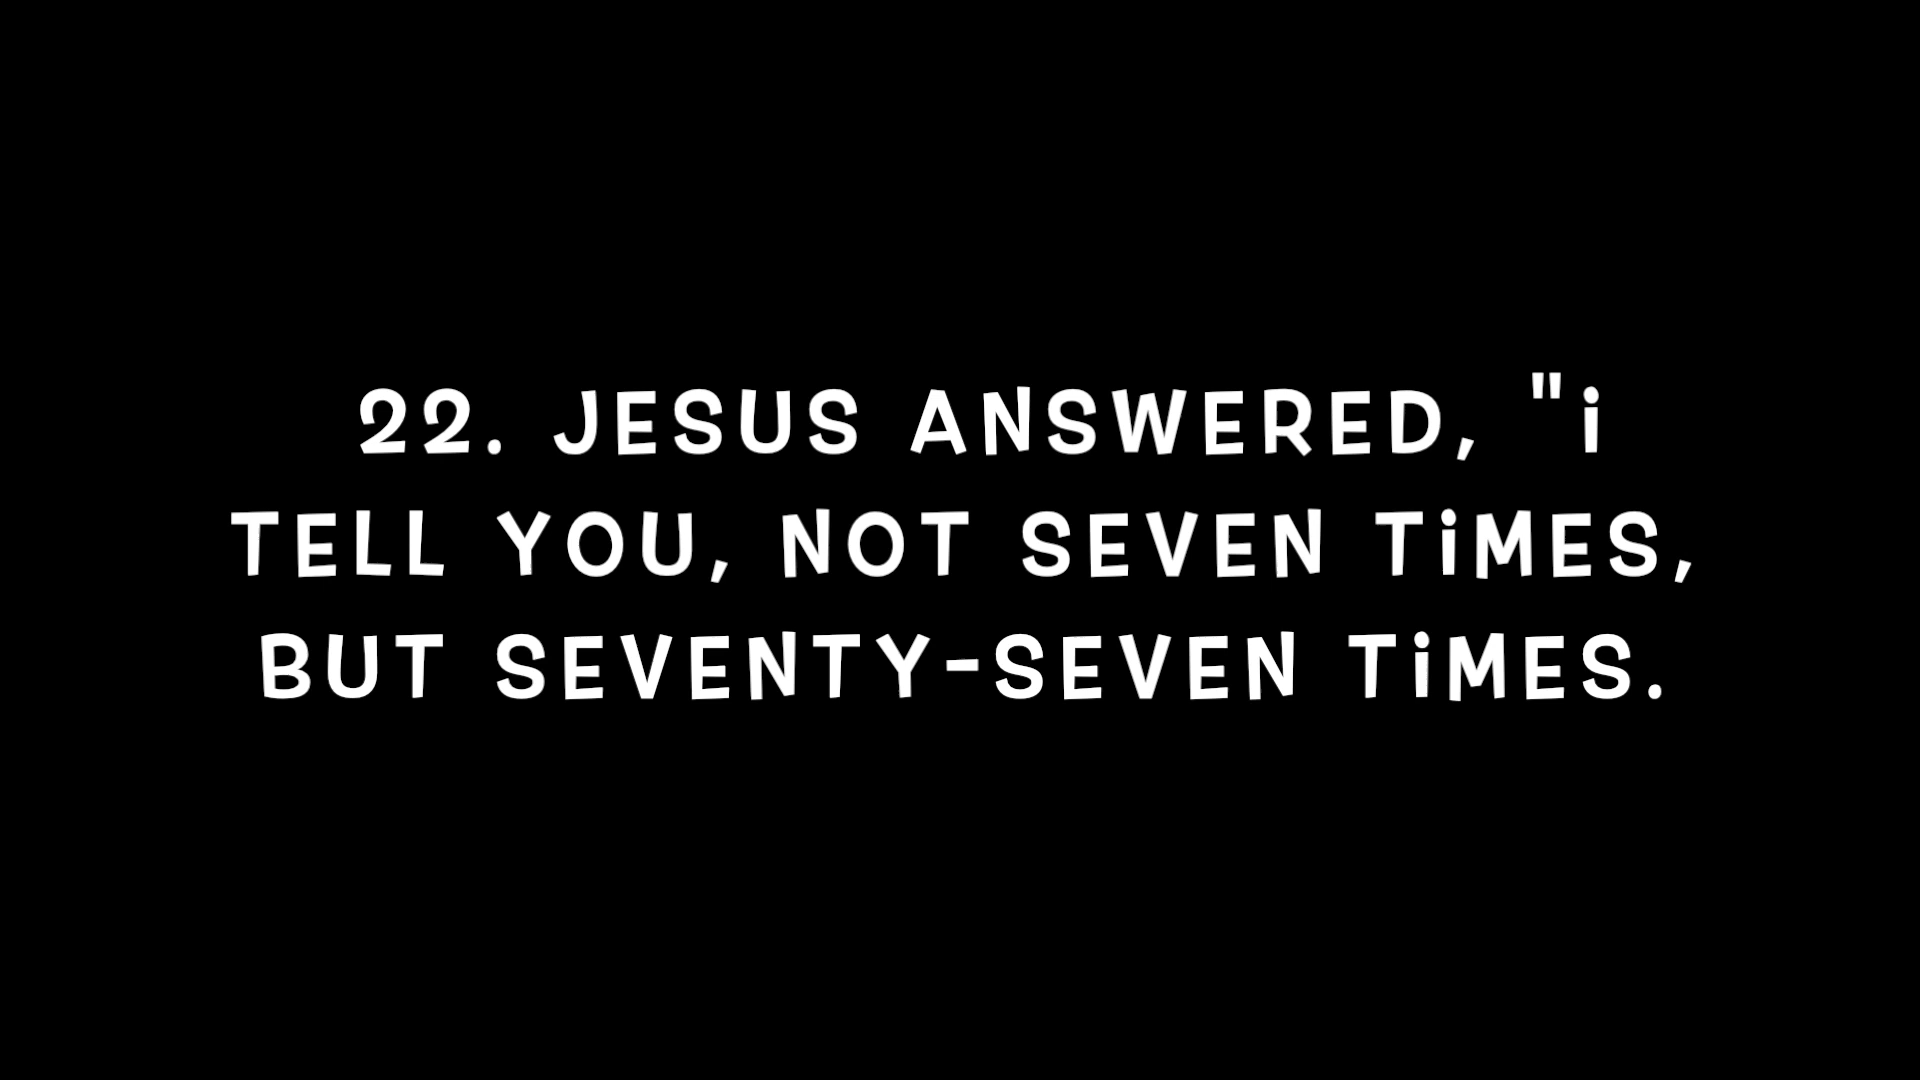 22. JESUS ANSWERED, "i
TELL YOU, NOT SEVEN TiMES,
BUT SEVENTY-SEVEN TiMES.